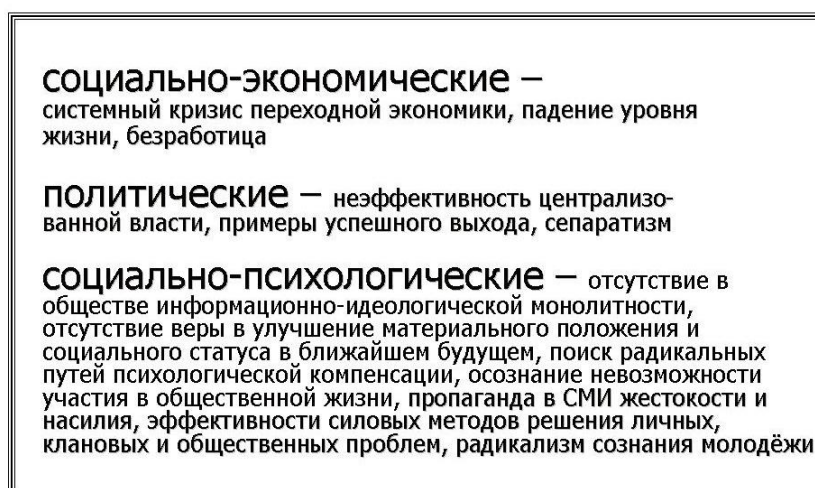 социально-экономические –
системный кризис переходной экономики, падение уровня
жизни, безработица
политические – неэффективность централизо-
ванной власти, примеры успешного выхода, сепаратизм
социально-психологические – отсутствие в
обществе информационно-идеологической монолитности,
отсутствие веры в улучшение материального положения и
социального статуса в ближайшем будущем, поиск радикальных
путей психологической компенсации, осознание невозможности
участия в общественной жизни, пропаганда в СМИ жестокости и
насилия, эффективности силовых методов решения личных,
клановых и общественных проблем, радикализм сознания молодёжи